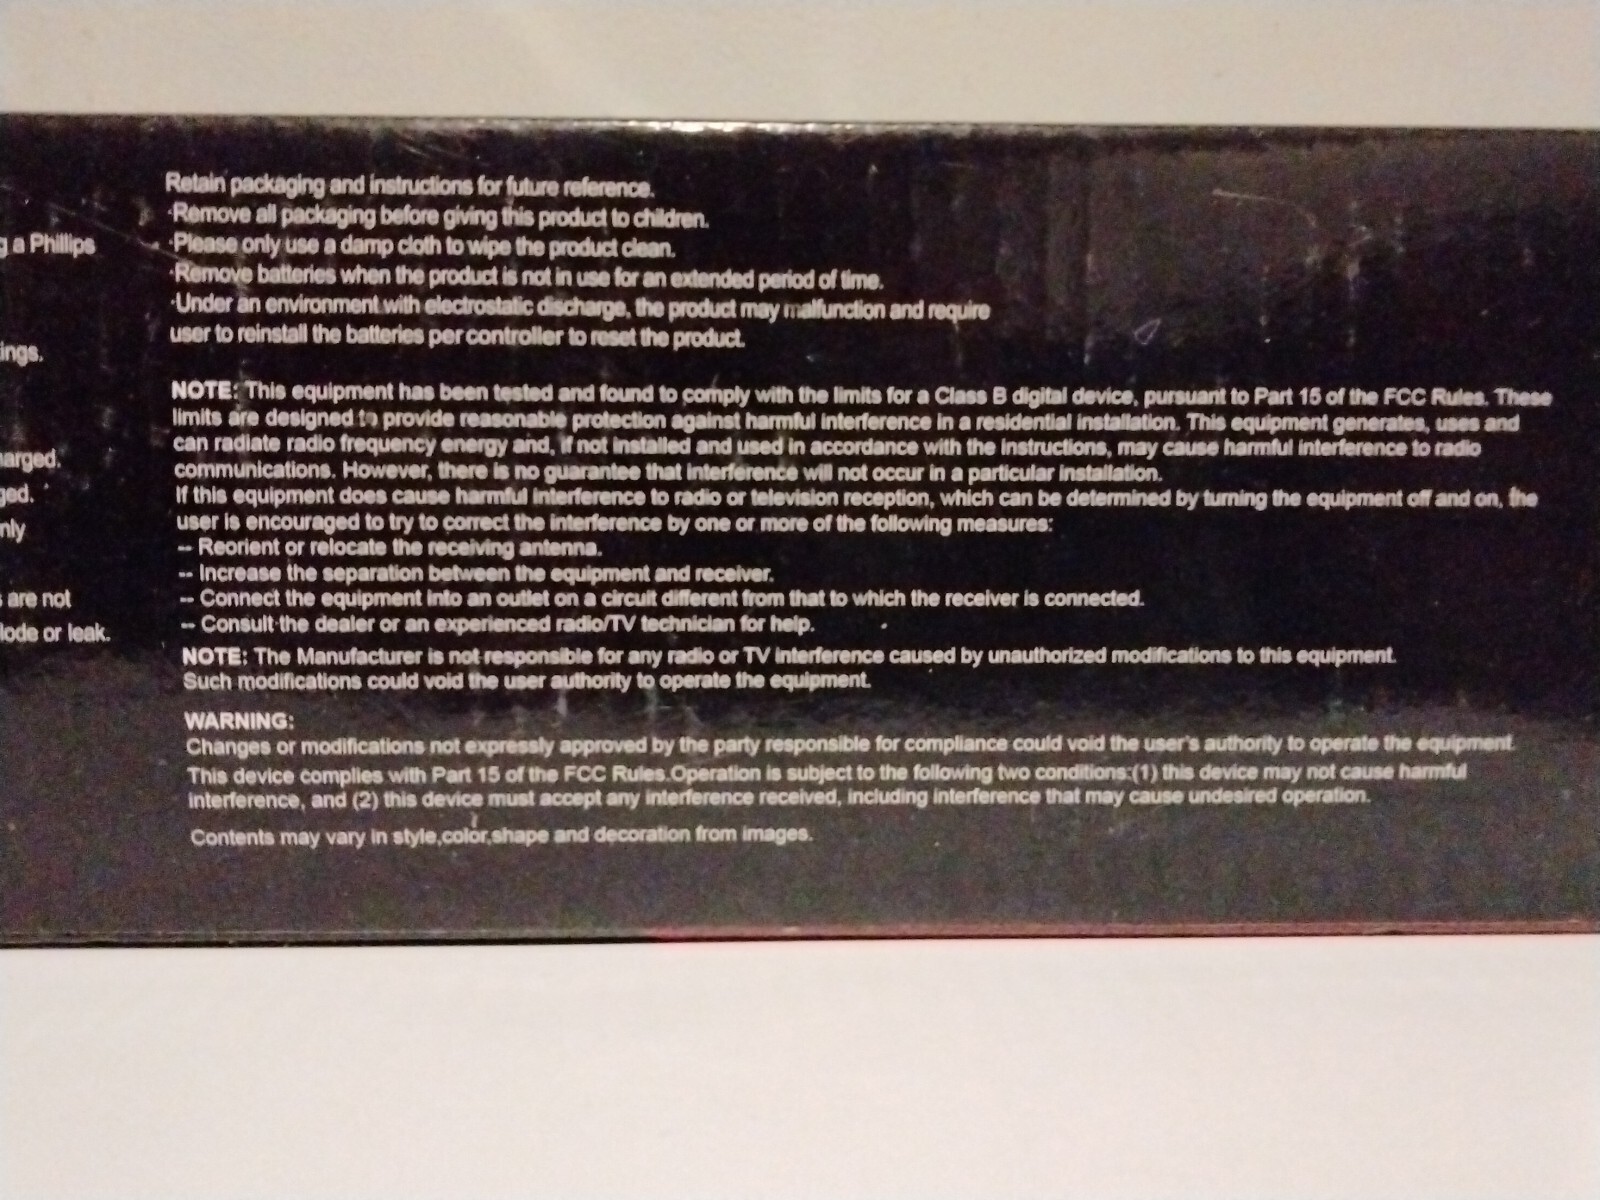 g a Phillips
ings.
arged.
ged.
nly
are not
lode or leak.
Retain packaging and instructions for future reference.
·Remove all packaging before giving this product to children.
·Please only use a damp cloth to wipe the product clean.
·Remove batteries when the product is not in use for an extended period of time.
·Under an environment with electrostatic discharge, the product may malfunction and require
user to reinstall the batteries per controller to reset the product.
NOTE: This equipment has been tested and found to comply with the limits for a Class B digital device, pursuant to Part 15 of the FCC Rules. These
limits are designed to provide reasonable protection against harmful interference in a residential installation. This equipment generates, uses and
can radiate radio frequency energy and, if not installed and used in accordance with the instructions, may cause harmful interference to radio
communications. However, there is no guarantee that interference will not occur in a particular installation.
If this equipment does cause harmful interference to radio or television reception, which can be determined by turning the equipment off and on, the
user is encouraged to try to correct the interference by one or more of the following measures:
-- Reorient or relocate the receiving antenna.
-- Increase the separation between the equipment and receiver.
-- Connect the equipment into an outlet on a circuit different from that to which the receiver is connected.
-- Consult the dealer or an experienced radio/TV technician for help.
NOTE: The Manufacturer is not responsible for any radio or TV interference caused by unauthorized modifications to this equipment.
Such modifications could void the user authority to operate the equipment.
WARNING:
Changes or modifications not expressly approved by the party responsible for compliance could void the user's authority to operate the equipment.
This device complies with Part 15 of the FCC Rules.Operation is subject to the following two conditions:(1) this device may not cause harmful
interference, and (2) this device must accept any interference received, including interference that may cause undesired operation.
Contents may vary in style,color,shape and decoration from images.